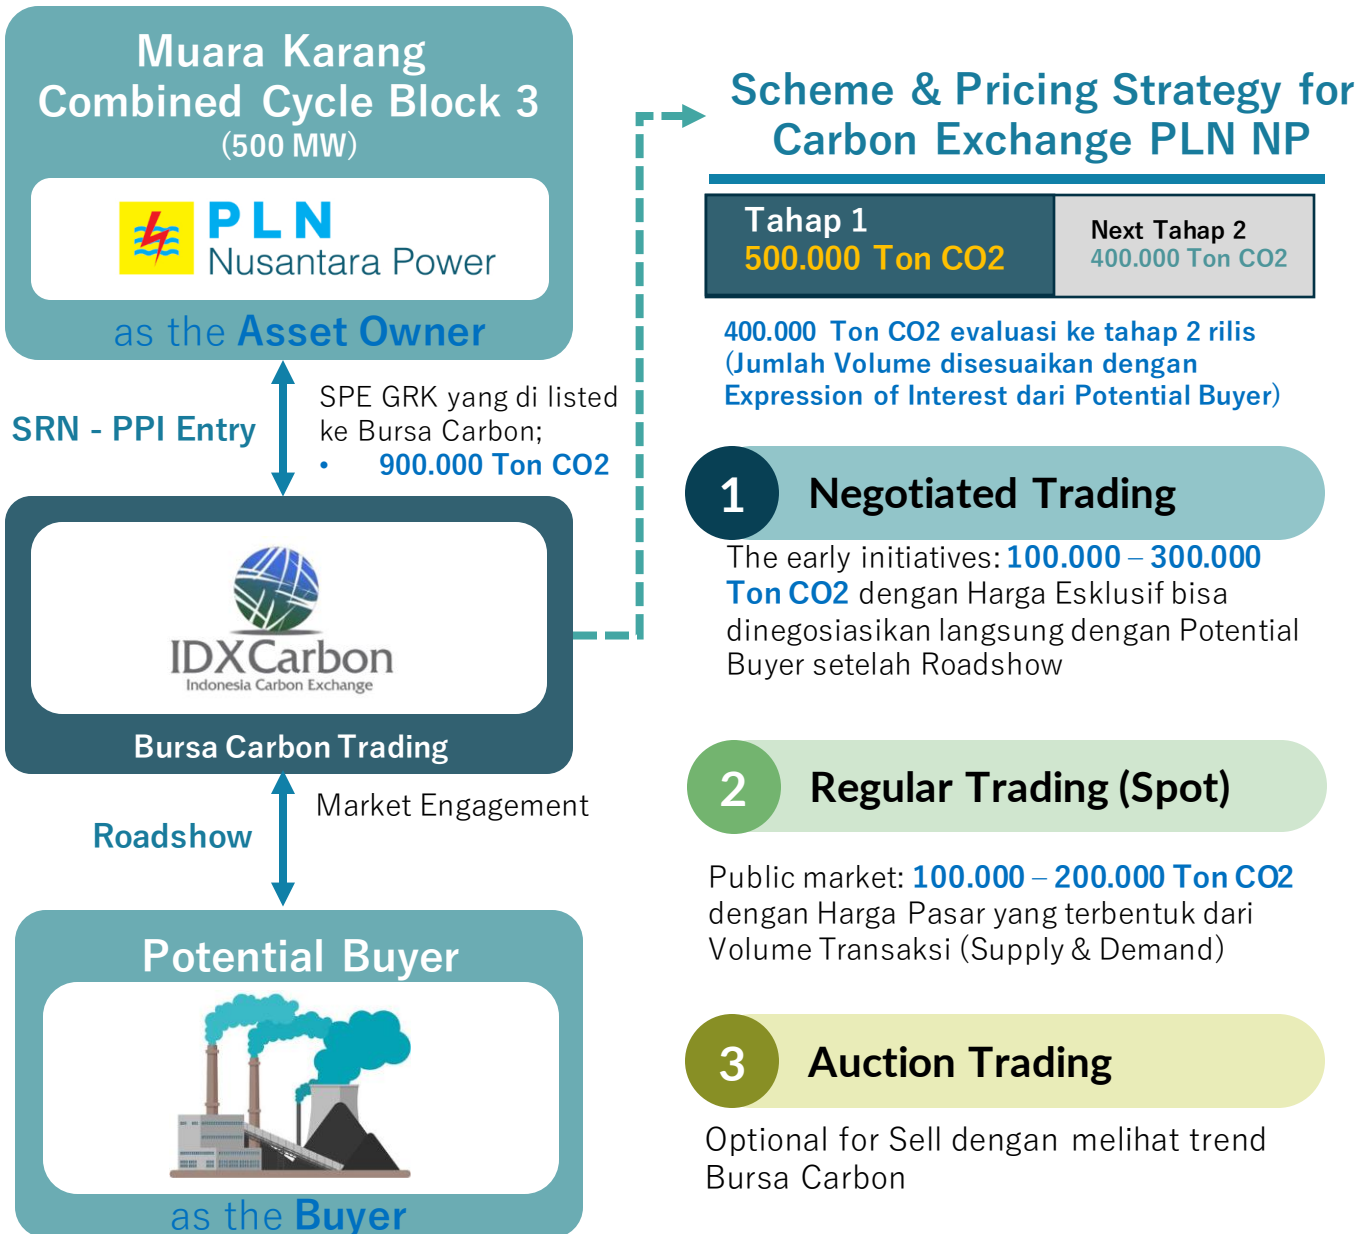 Muara Karang
Combined Cycle Block 3
(500 MW)
PLN
Nusantara Power
as the Asset Owner
SRN - PPI Entry
SPE GRK yang di listed
ke Bursa Carbon;
• 900.000 Ton CO2
IDXCarbon
Indonesia Carbon Exchange
Bursa Carbon Trading
Roadshow
Market Engagement
Potential Buyer
as the Buyer
Scheme & Pricing Strategy for
Carbon Exchange PLN NP
Tahap 1
500.000 Ton CO2
Next Tahap 2
400.000 Ton CO2
400.000 Ton CO2 evaluasi ke tahap 2 rilis
(Jumlah Volume disesuaikan dengan
Expression of Interest dari Potential Buyer)
1 Negotiated Trading
The early initiatives: 100.000 – 300.000
Ton CO2 dengan Harga Esklusif bisa
dinegosiasikan langsung dengan Potential
Buyer setelah Roadshow
2 Regular Trading (Spot)
Public market: 100.000 – 200.000 Ton CO2
dengan Harga Pasar yang terbentuk dari
Volume Transaksi (Supply & Demand)
3 Auction Trading
Optional for Sell dengan melihat trend
Bursa Carbon